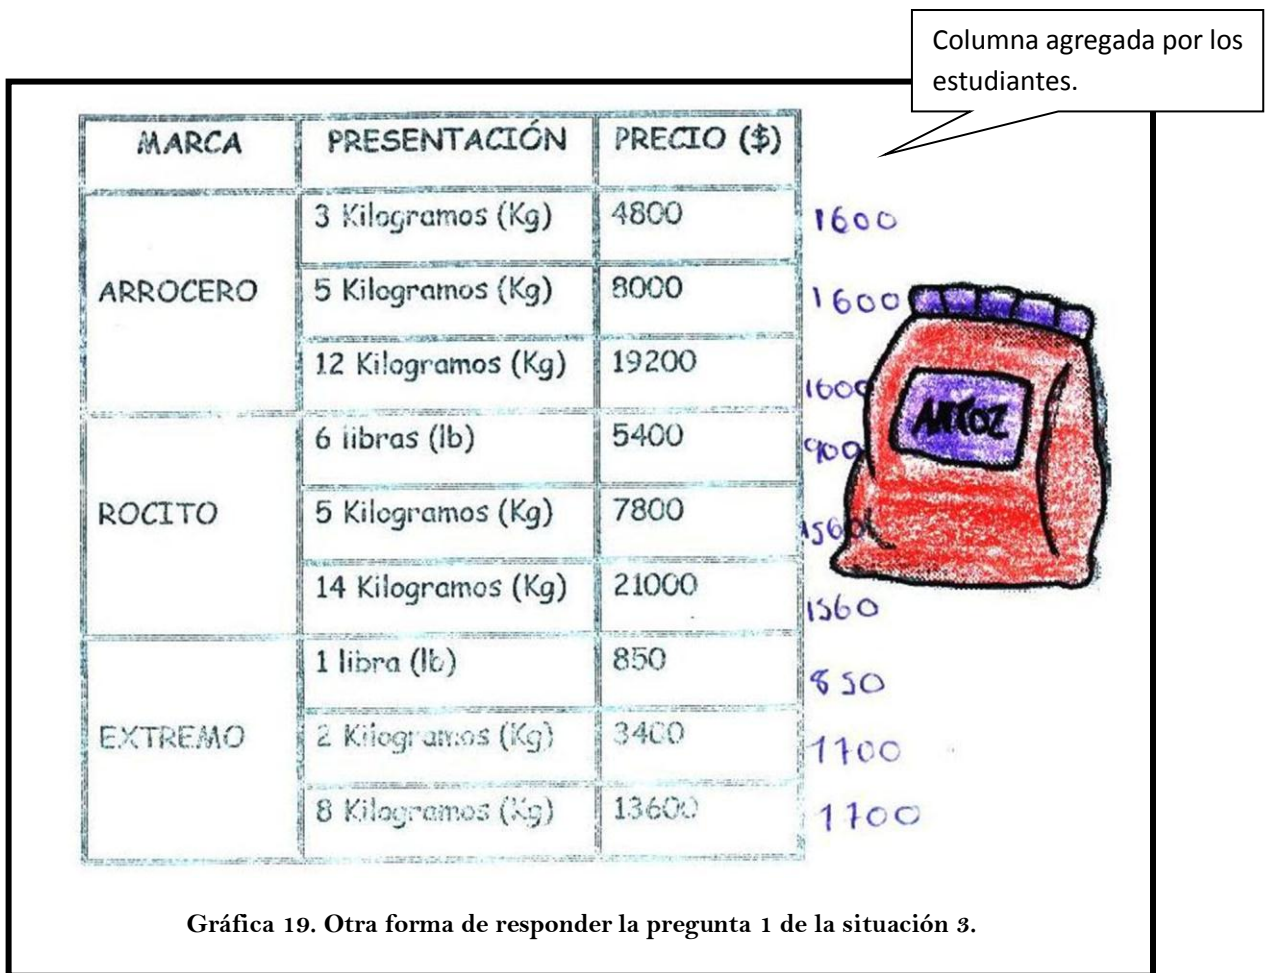 Columna agregada por los
estudiantes.
MARCA PRESENTACIÓN PRECIO ($)
ARROCERO
3 Kilogramos (Kg) 4800 1600
5 Kilogramos (Kg) 8000 1600
12 Kilogramos (Kg) 19200 1600
ROCITO
6 libras (lb) 5400 900
5 Kilogramos (Kg) 7800 1560
14 Kilogramos (Kg) 21000 1560
EXTREMO
1 libra (lb) 850 850
2 Kilogramos (Kg) 3400 1700
8 Kilogramos (Kg) 13600 1700
ARROZ
Gráfica 19. Otra forma de responder la pregunta 1 de la situación 3.